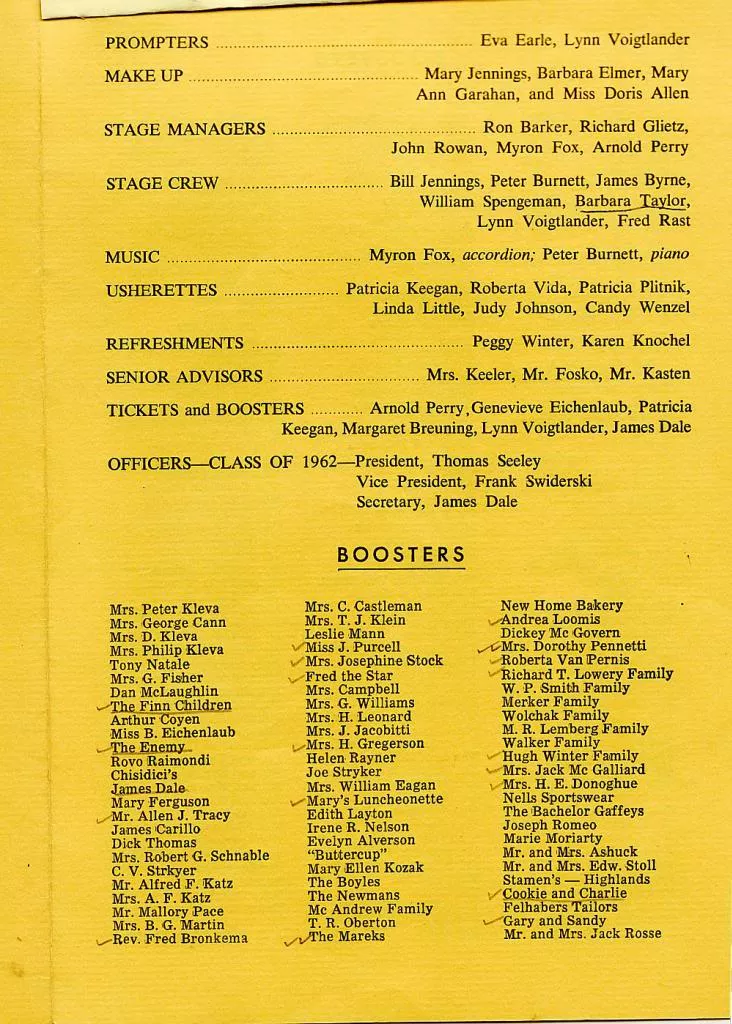 PROMPTERS ........................................................ Eva Earle, Lynn Voigtlander
MAKE UP .................................................. Mary Jennings, Barbara Elmer, Mary
Ann Garahan, and Miss Doris Allen
STAGE MANAGERS ............................................ Ron Barker, Richard Glietz,
John Rowan, Myron Fox, Arnold Perry
STAGE CREW .................................. Bill Jennings, Peter Burnett, James Byrne,
William Spengeman, Barbara Taylor,
Lynn Voigtlander, Fred Rast
MUSIC .......................................... Myron Fox, accordion; Peter Burnett, piano
USHERETTES ......................... Patricia Keegan, Roberta Vida, Patricia Plitnik,
Linda Little, Judy Johnson, Candy Wenzel
REFRESHMENTS .............................................. Peggy Winter, Karen Knochel
SENIOR ADVISORS ................................ Mrs. Keeler, Mr. Fosko, Mr. Kasten
TICKETS and BOOSTERS ............ Arnold Perry, Genevieve Eichenlaub, Patricia
Keegan, Margaret Breuning, Lynn Voigtlander, James Dale
OFFICERS—CLASS OF 1962—President, Thomas Seeley
Vice President, Frank Swiderski
Secretary, James Dale
BOOSTERS
Mrs. Peter Kleva
Mrs. George Cann
Mrs. D. Kleva
Mrs. Philip Kleva
Tony Natale
Mrs. G. Fisher
Dan McLaughlin
The Finn Children
Arthur Coyen
Miss B. Eichenlaub
The Enemy
Rovo Raimondi
Chisidici's
James Dale
Mary Ferguson
Mr. Allen J. Tracy
James Carillo
Dick Thomas
Mrs. Robert G. Schnable
C. V. Strkyer
Mr. Alfred F. Katz
Mrs. A. F. Katz
Mr. Mallory Pace
Mrs. B. G. Martin
Rev. Fred Bronkema
Mrs. C. Castleman
Mrs. T. J. Klein
Leslie Mann
Miss J. Purcell
Mrs. Josephine Stock
Fred the Star
Mrs. Campbell
Mrs. G. Williams
Mrs. H. Leonard
Mrs. J. Jacobitti
Mrs. H. Gregerson
Helen Rayner
Joe Stryker
Mrs. William Eagan
Mary's Luncheonette
Edith Layton
Irene R. Nelson
Evelyn Alverson
"Buttercup"
Mary Ellen Kozak
The Boyles
The Newmans
Mc Andrew Family
T. R. Oberton
The Mareks
New Home Bakery
Andrea Loomis
Dickey Mc Govern
Mrs. Dorothy Pennetti
Roberta Van Pernis
Richard T. Lowery Family
W. P. Smith Family
Merker Family
Wolchak Family
M. R. Lemberg Family
Walker Family
Hugh Winter Family
Mrs. Jack Mc Galliard
Mrs. H. E. Donoghue
Nells Sportswear
The Bachelor Gaffeys
Joseph Romeo
Marie Moriarty
Mr. and Mrs. Ashuck
Mr. and Mrs. Edw. Stoll
Stamen's — Highlands
Cookie and Charlie
Felhabers Tailors
Gary and Sandy
Mr. and Mrs. Jack Rosse